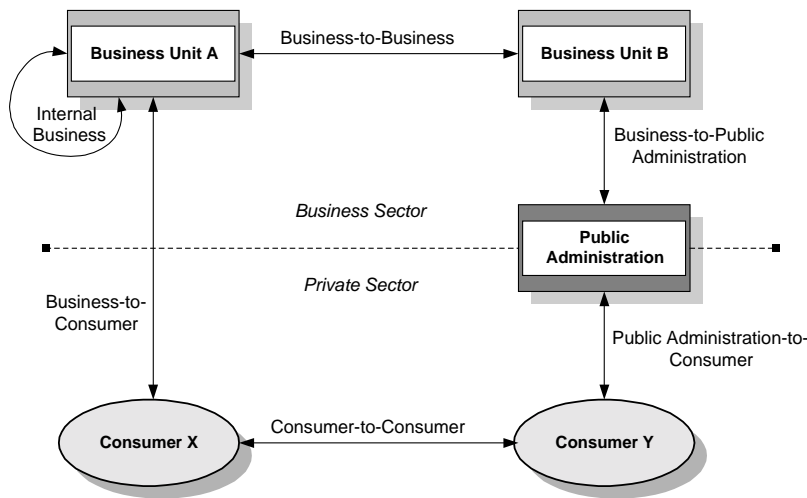 Business Unit A
Business-to-Business
Business Unit B
Internal
Business
Business-to-Public
Administration
Business Sector
Public
Administration
Private Sector
Business-to-
Consumer
Public Administration-to-
Consumer
Consumer X
Consumer-to-Consumer
Consumer Y